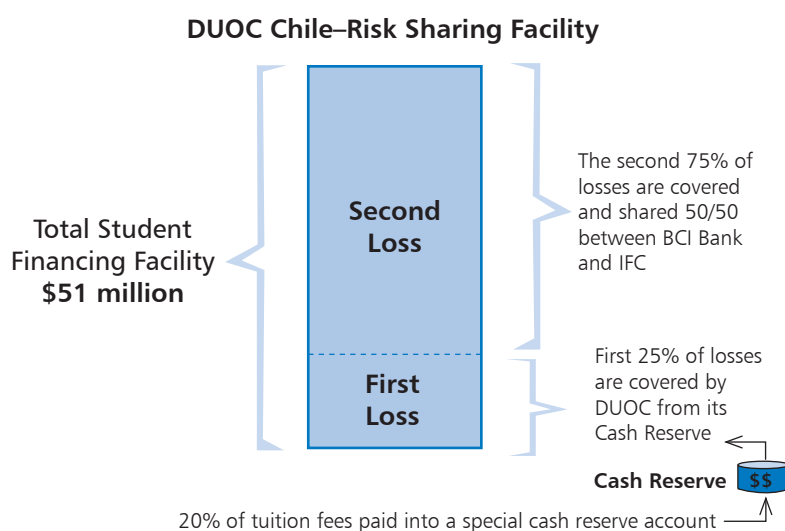 DUOC Chile–Risk Sharing Facility
Total Student
Financing Facility
$51 million
Second
Loss
The second 75% of
losses are covered
and shared 50/50
between BCI Bank
and IFC
First
Loss
First 25% of losses
are covered by
DUOC from its
Cash Reserve
Cash Reserve
$$
20% of tuition fees paid into a special cash reserve account